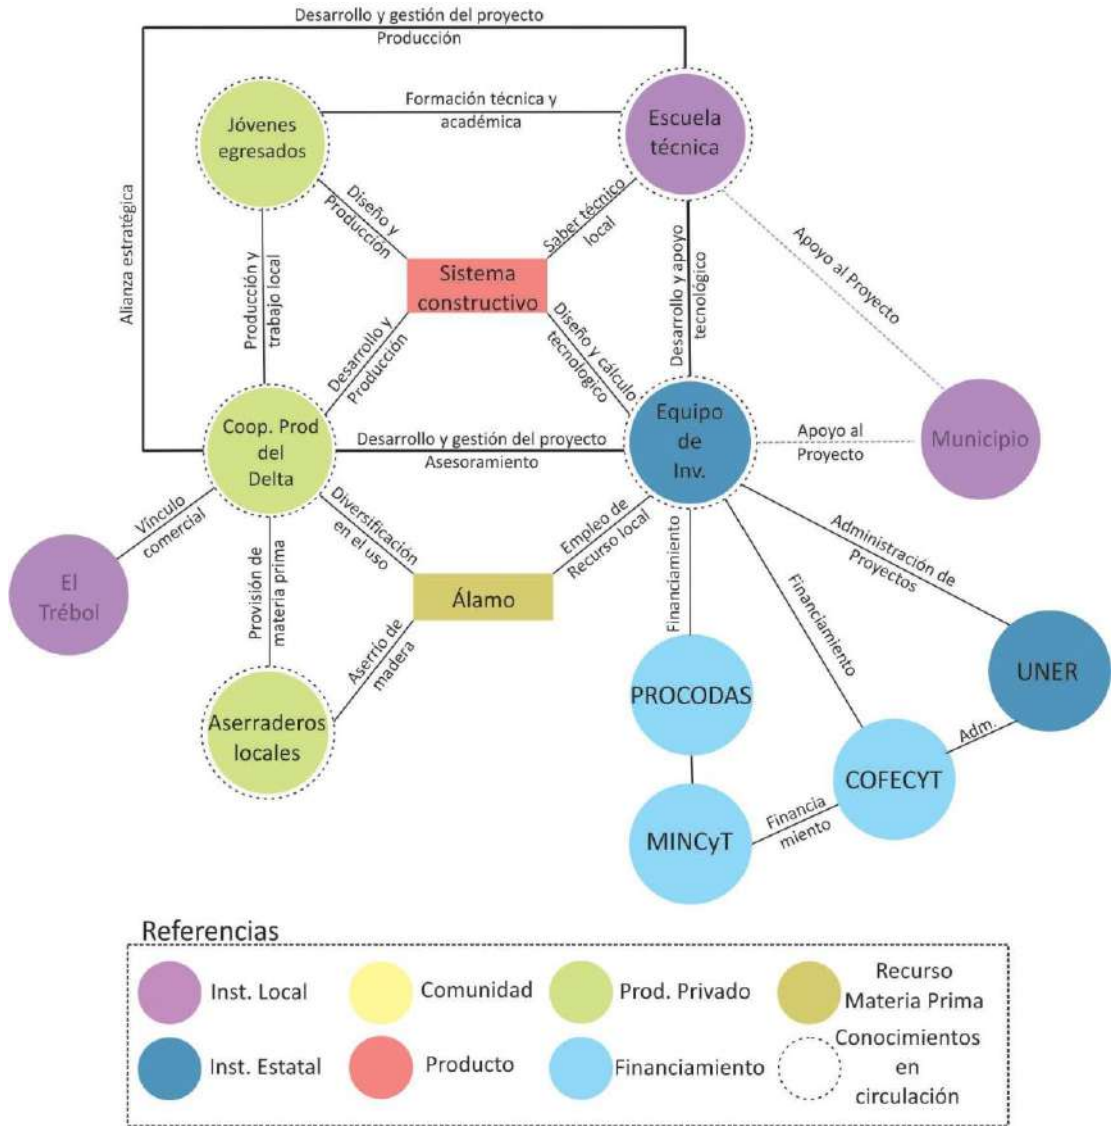 Desarrollo y gestión del proyecto
Producción
Formación técnica y
académica
Jóvenes
egresados
Escuela
técnica
Diseño y
Producción
Saber técnico
local
Alianza estratégica
Producción y
trabajo local
Sistema
constructivo
Desarrollo y apoyo
tecnológico
Apoyo al Proyecto
Desarrollo y
Producción
Diseño y cálculo
tecnologico
Coop. Prod
del
Delta
Desarrollo y gestión del proyecto
Asesoramiento
Equipo
de
Inv.
Apoyo al
Proyecto
Municipio
Vínculo
comercial
El
Trébol
Provisión de
materia prima
Diversificación
en el uso
Empleo de
Recurso local
Álamo
Aserrío de
madera
Aserraderos
locales
Financiamiento
Financiamiento
Administración de
Proyectos
PROCODAS
UNER
Adm.
COFECYT
MINCyT
Financia
miento
Referencias
Inst. Local
Comunidad
Prod. Privado
Recurso
Materia Prima
Inst. Estatal
Producto
Financiamiento
Conocimientos
en
circulación